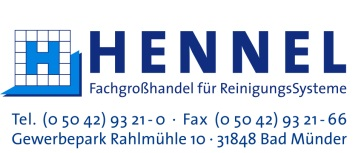 H HENNEL
Fachgroßhandel für ReinigungsSysteme
Tel. (0 50 42) 93 21-0 · Fax (0 50 42) 93 21-66
Gewerbepark Rahlmühle 10 · 31848 Bad Münder